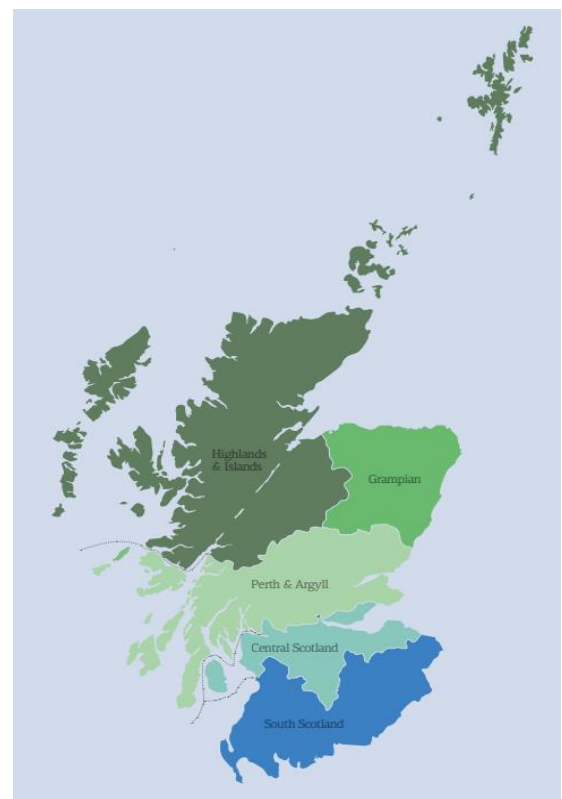 Highlands
& Islands
Grampian
Perth & Argyll
Central Scotland
South Scotland